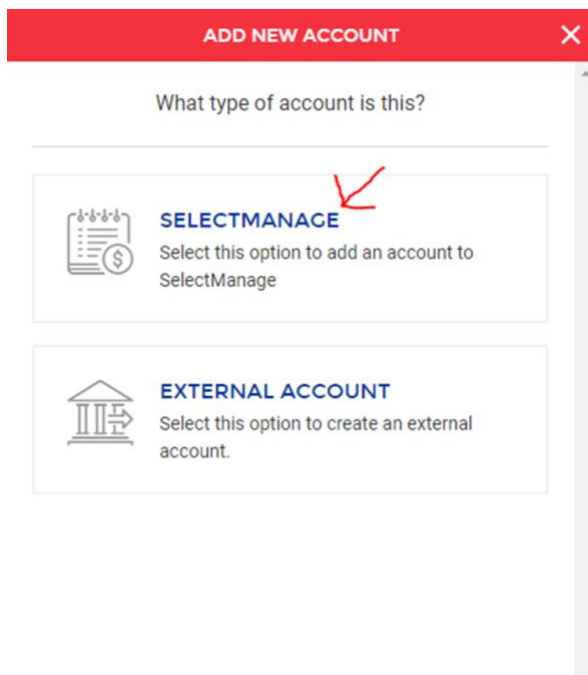 ADD NEW ACCOUNT
What type of account is this?
SELECTMANAGE
Select this option to add an account to
SelectManage
EXTERNAL ACCOUNT
Select this option to create an external
account.